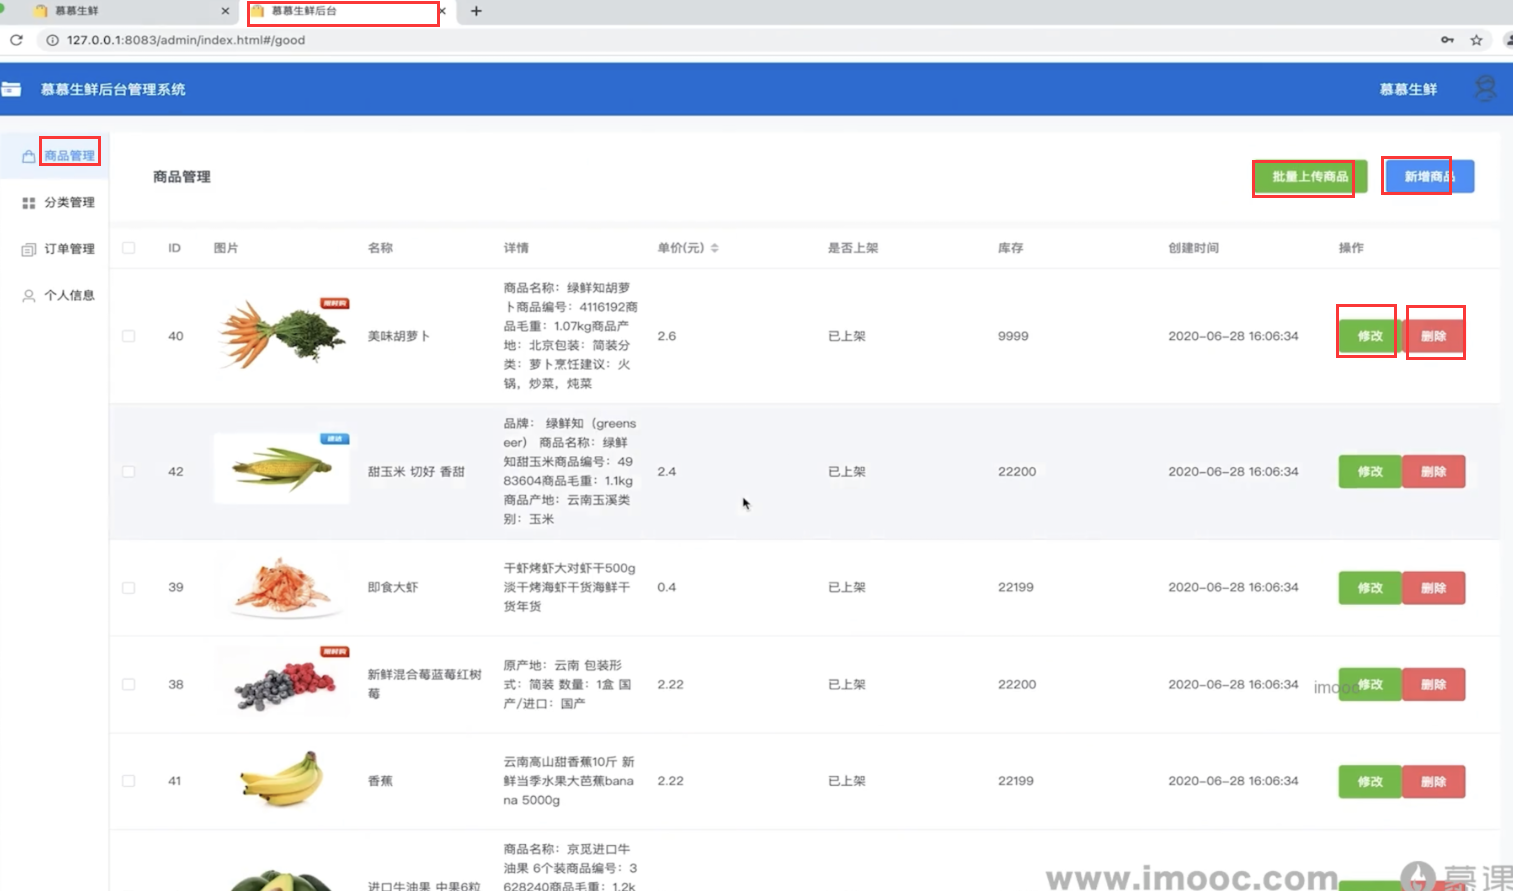 慕慕生鲜
慕慕生鲜后台
127.0.0.1:8083/admin/index.html#/good
慕慕生鲜后台管理系统
慕慕生鲜
商品管理
分类管理
订单管理
个人信息
商品管理
批量上传商品
新增商品
ID 图片 名称 详情 单价(元) 是否上架 库存 创建时间 操作
限时购
商品名称：绿鲜知胡萝
卜商品编号：4116192商
品毛重：1.07kg商品产
地：北京包装：简装分
类：萝卜烹饪建议：火
锅，炒菜，炖菜
40 美味胡萝卜 2.6 已上架 9999 2020-06-28 16:06:34 修改 删除
品牌： 绿鲜知（greens
eer） 商品名称：绿鲜
知甜玉米商品编号：49
83604商品毛重：1.1kg
商品产地：云南玉溪类
别：玉米
42 甜玉米 切好 香甜 2.4 已上架 22200 2020-06-28 16:06:34 修改 删除
干虾烤虾大对虾干500g
淡干烤海虾干货海鲜干
货年货
39 即食大虾 0.4 已上架 22199 2020-06-28 16:06:34 修改 删除
限时购
新鲜混合莓蓝莓红树
莓
原产地：云南 包装形
式：简装 数量：1盒 国
产/进口：国产
38 2.22 已上架 22200 2020-06-28 16:06:34 修改 删除
imooc
云南高山甜香蕉10斤 新
鲜当季水果大芭蕉bana
na 5000g
41 香蕉 2.22 已上架 22199 2020-06-28 16:06:34 修改 删除
商品名称：京觅进口牛
油果 6个装商品编号：3
628240商品毛重：1.2k
进口牛油果 中果6粒
www.imooc.com
慕课